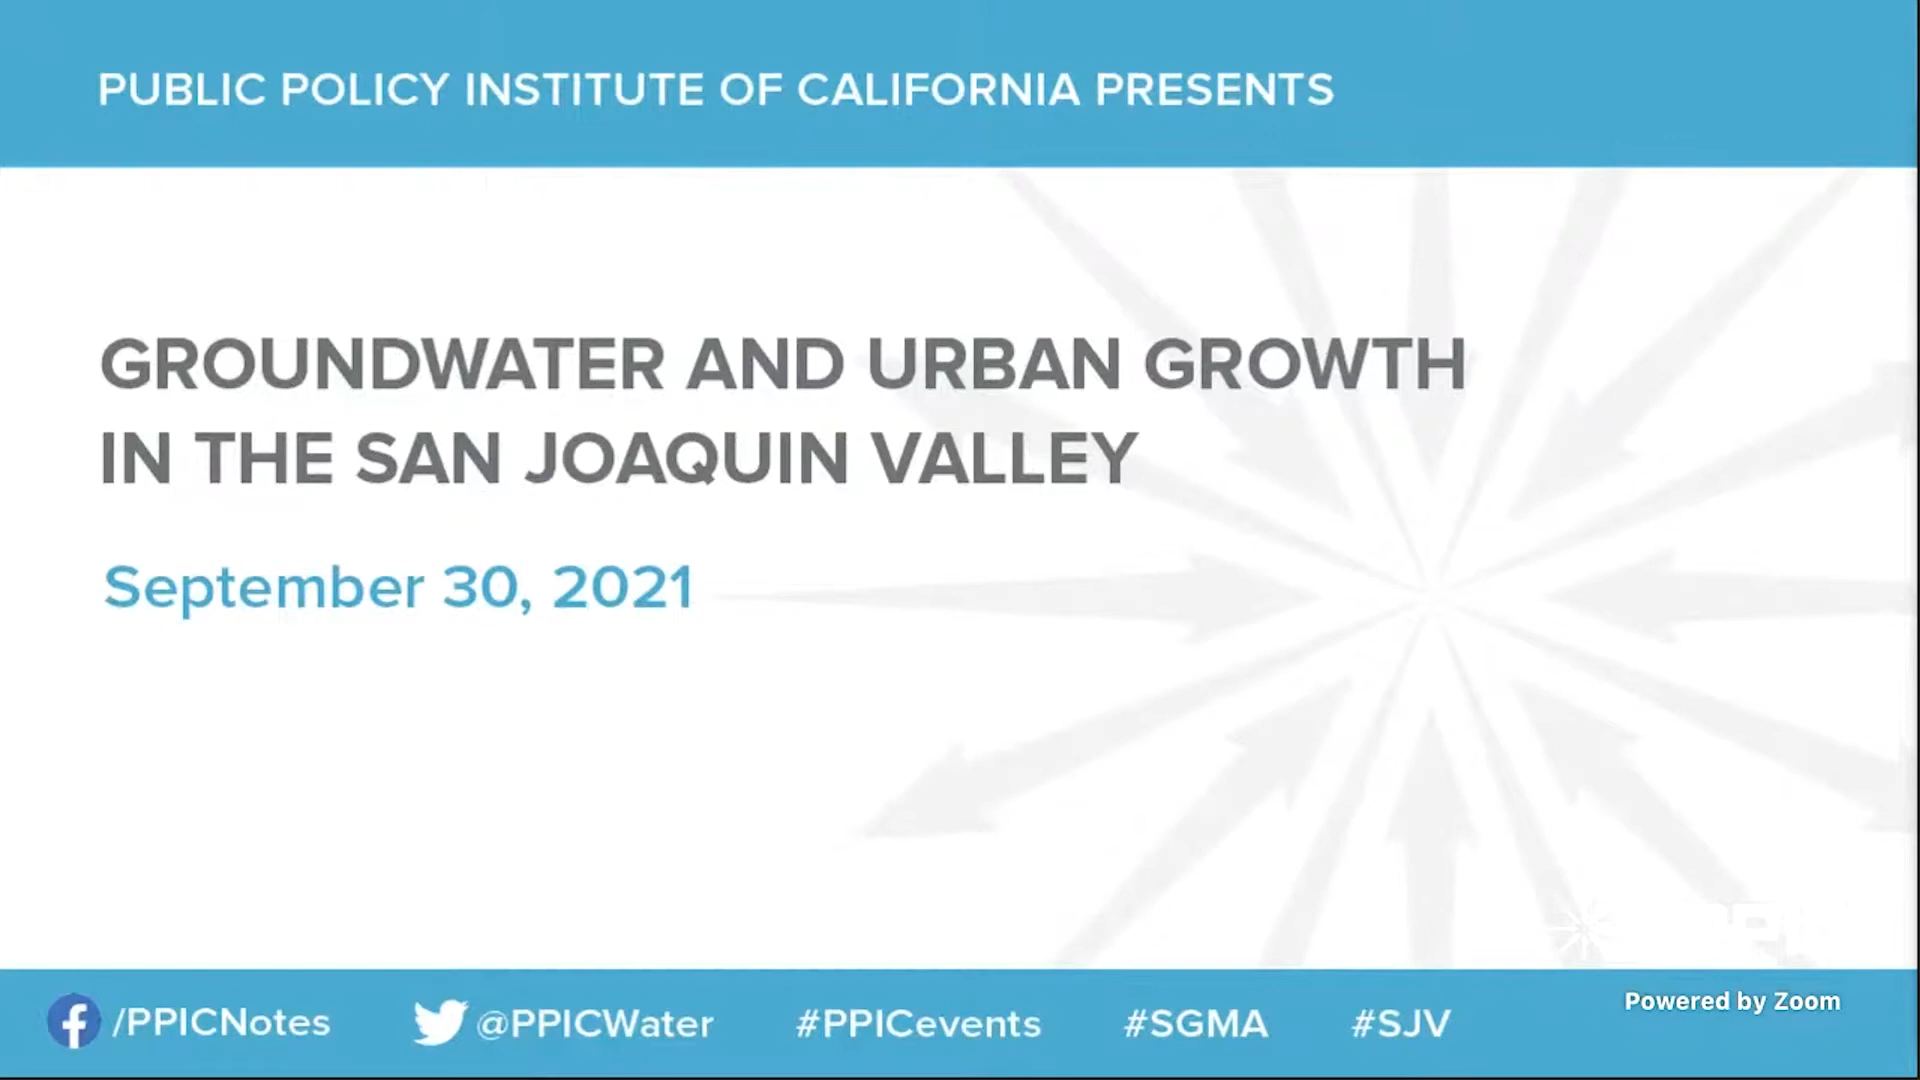 PUBLIC POLICY INSTITUTE OF CALIFORNIA PRESENTS
GROUNDWATER AND URBAN GROWTH
IN THE SAN JOAQUIN VALLEY
September 30, 2021
/PPICNotes @PPICWater #PPICevents #SGMA #SJV
Powered by Zoom